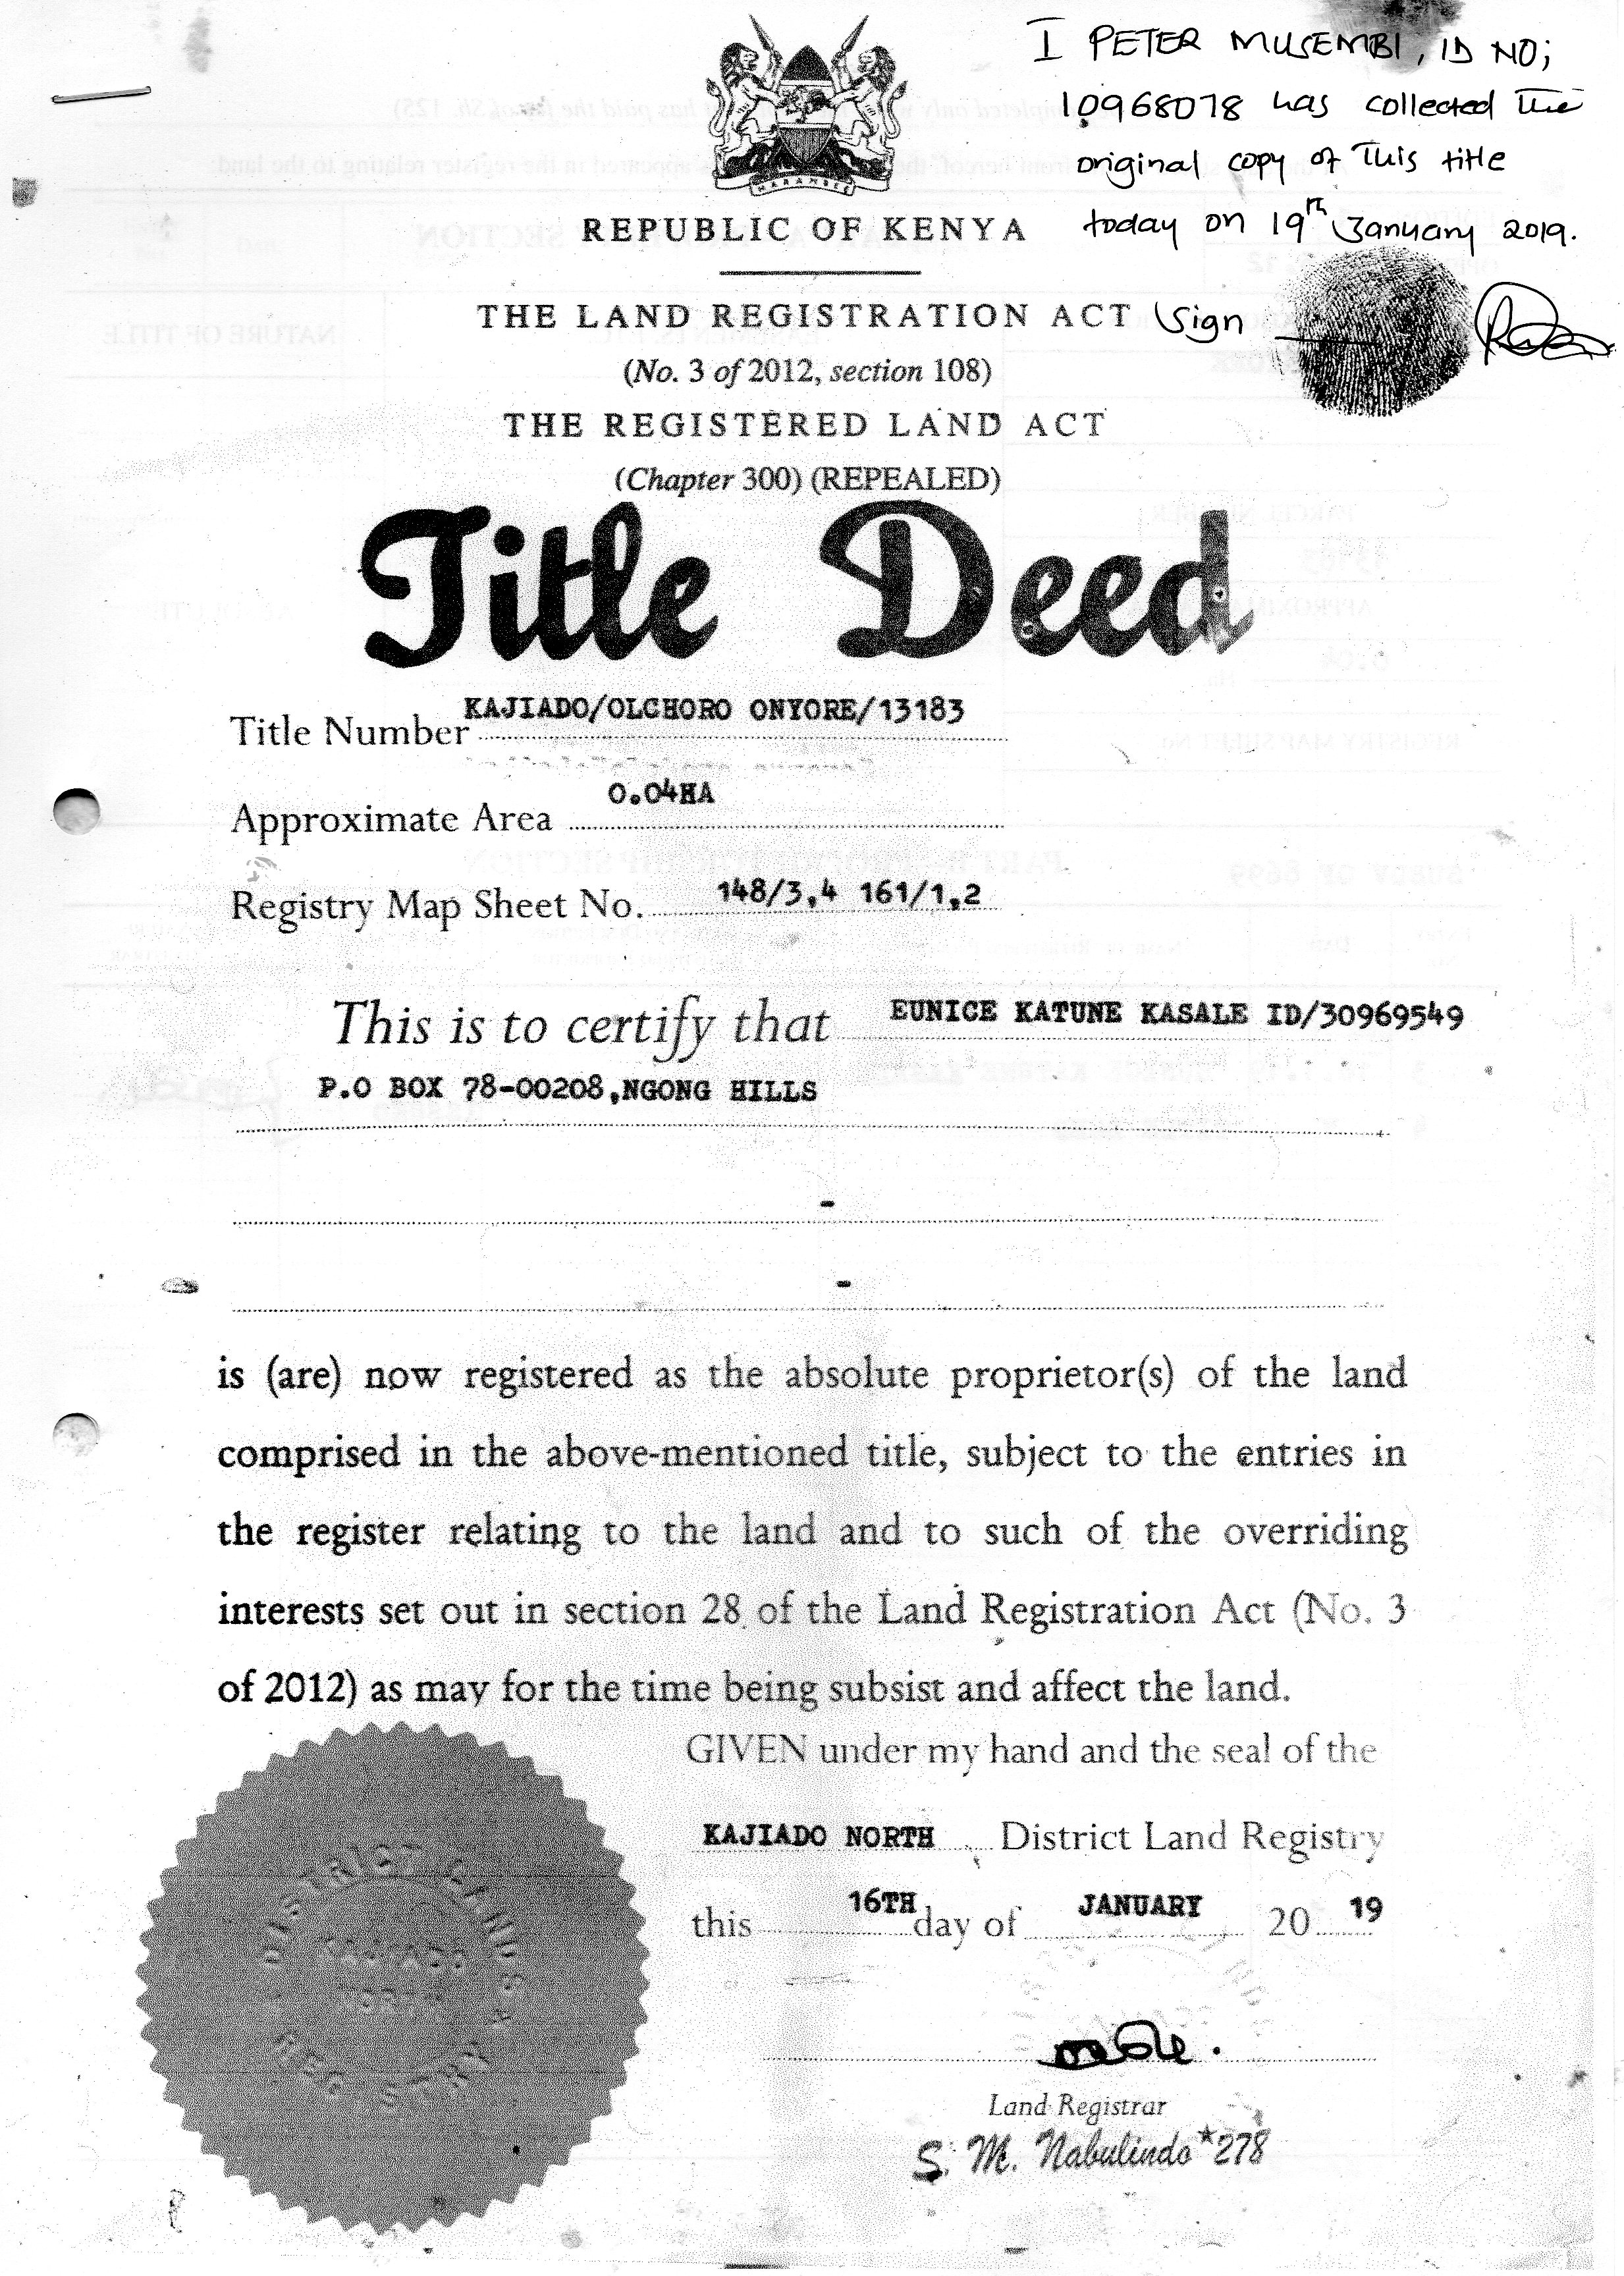 I PETER MUSEMBI, ID NO;
10968078 has collected the
original copy of This title
today on 19th January 2019.
Sign
HARAMBEE
REPUBLIC OF KENYA
THE LAND REGISTRATION ACT
(No. 3 of 2012, section 108)
THE REGISTERED LAND ACT
(Chapter 300) (REPEALED)
Title Deed
Title Number KAJIADO/OLCHORO ONYORE/13183
Approximate Area 0.04HA
Registry Map Sheet No. 148/3,4 161/1,2
This is to certify that EUNICE KATUNE KASALE ID/30969549
P.O BOX 78-00208,NGONG HILLS
-
-
is (are) now registered as the absolute proprietor(s) of the land
comprised in the above-mentioned title, subject to the entries in
the register relating to the land and to such of the overriding
interests set out in section 28 of the Land Registration Act (No. 3
of 2012) as may for the time being subsist and affect the land.
GIVEN under my hand and the seal of the
KAJIADO NORTH District Land Registry
this 16TH day of JANUARY 20 19
Land Registrar
S. M. Nabulindo *278
DISTRICT LANDS
KAJIADO
NORTH
REGISTRY